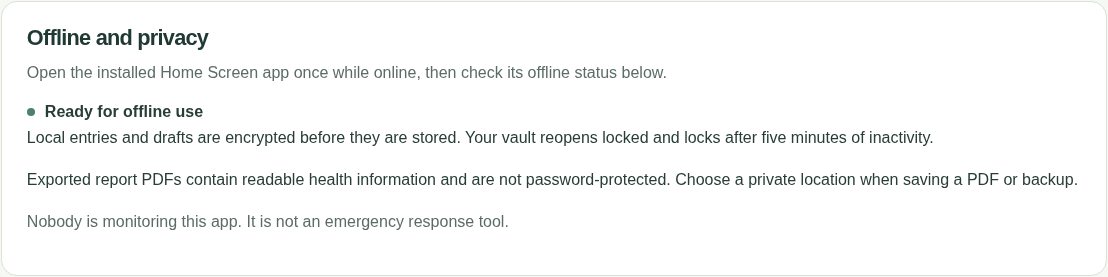 Offline and privacy
Open the installed Home Screen app once while online, then check its offline status below.
Ready for offline use
Local entries and drafts are encrypted before they are stored. Your vault reopens locked and locks after five minutes of inactivity.
Exported report PDFs contain readable health information and are not password-protected. Choose a private location when saving a PDF or backup.
Nobody is monitoring this app. It is not an emergency response tool.